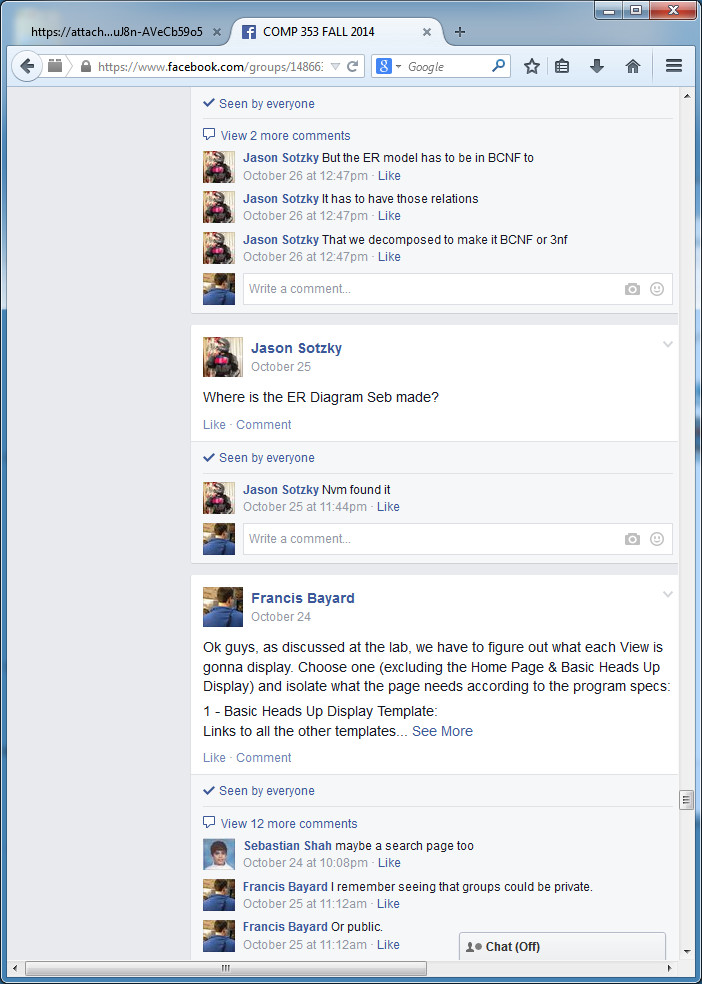 https://attach...uJ8n-AVeCb59o5
COMP 353 FALL 2014
https://www.facebook.com/groups/14866
Google
Seen by everyone
View 2 more comments
Jason Sotzky But the ER model has to be in BCNF to
October 26 at 12:47pm · Like
Jason Sotzky It has to have those relations
October 26 at 12:47pm · Like
Jason Sotzky That we decomposed to make it BCNF or 3nf
October 26 at 12:47pm · Like
Write a comment...
Jason Sotzky
October 25
Where is the ER Diagram Seb made?
Like · Comment
Seen by everyone
Jason Sotzky Nvm found it
October 25 at 11:44pm · Like
Write a comment...
Francis Bayard
October 24
Ok guys, as discussed at the lab, we have to figure out what each View is
gonna display. Choose one (excluding the Home Page & Basic Heads Up
Display) and isolate what the page needs according to the program specs:
1 - Basic Heads Up Display Template:
Links to all the other templates... See More
Like · Comment
Seen by everyone
View 12 more comments
Sebastian Shah maybe a search page too
October 24 at 10:08pm · Like
Francis Bayard I remember seeing that groups could be private.
October 25 at 11:12am · Like
Francis Bayard Or public.
October 25 at 11:12am · Like
Chat (Off)